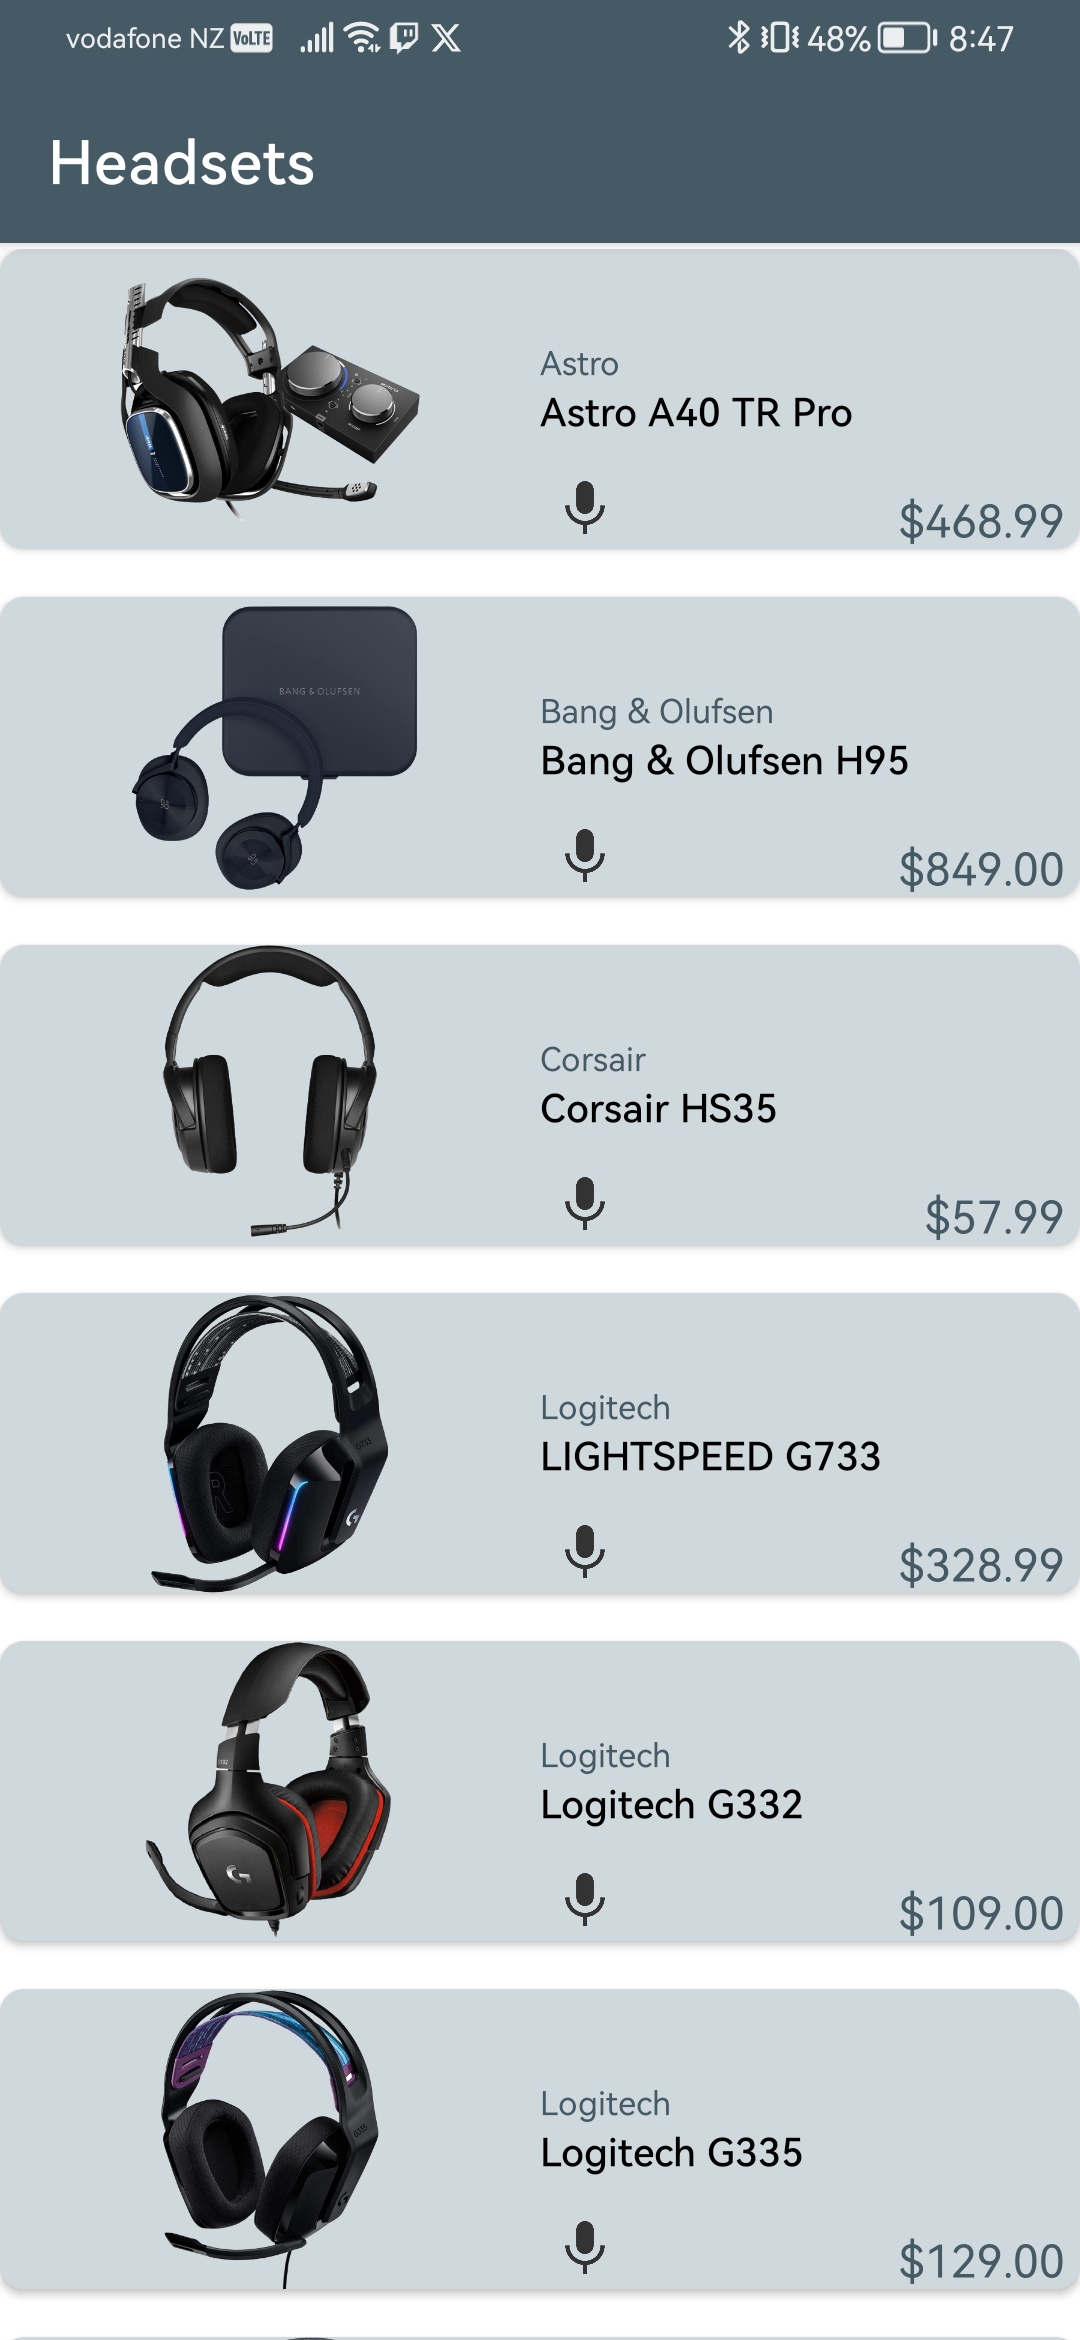 vodafone NZ VoLTE 48% 8:47
Headsets
Astro
Astro A40 TR Pro
$468.99
BANG & OLUFSEN
Bang & Olufsen
Bang & Olufsen H95
$849.00
Corsair
Corsair HS35
$57.99
G733
R
Logitech
LIGHTSPEED G733
$328.99
Logitech
Logitech G332
$109.00
G335
Logitech
Logitech G335
$129.00